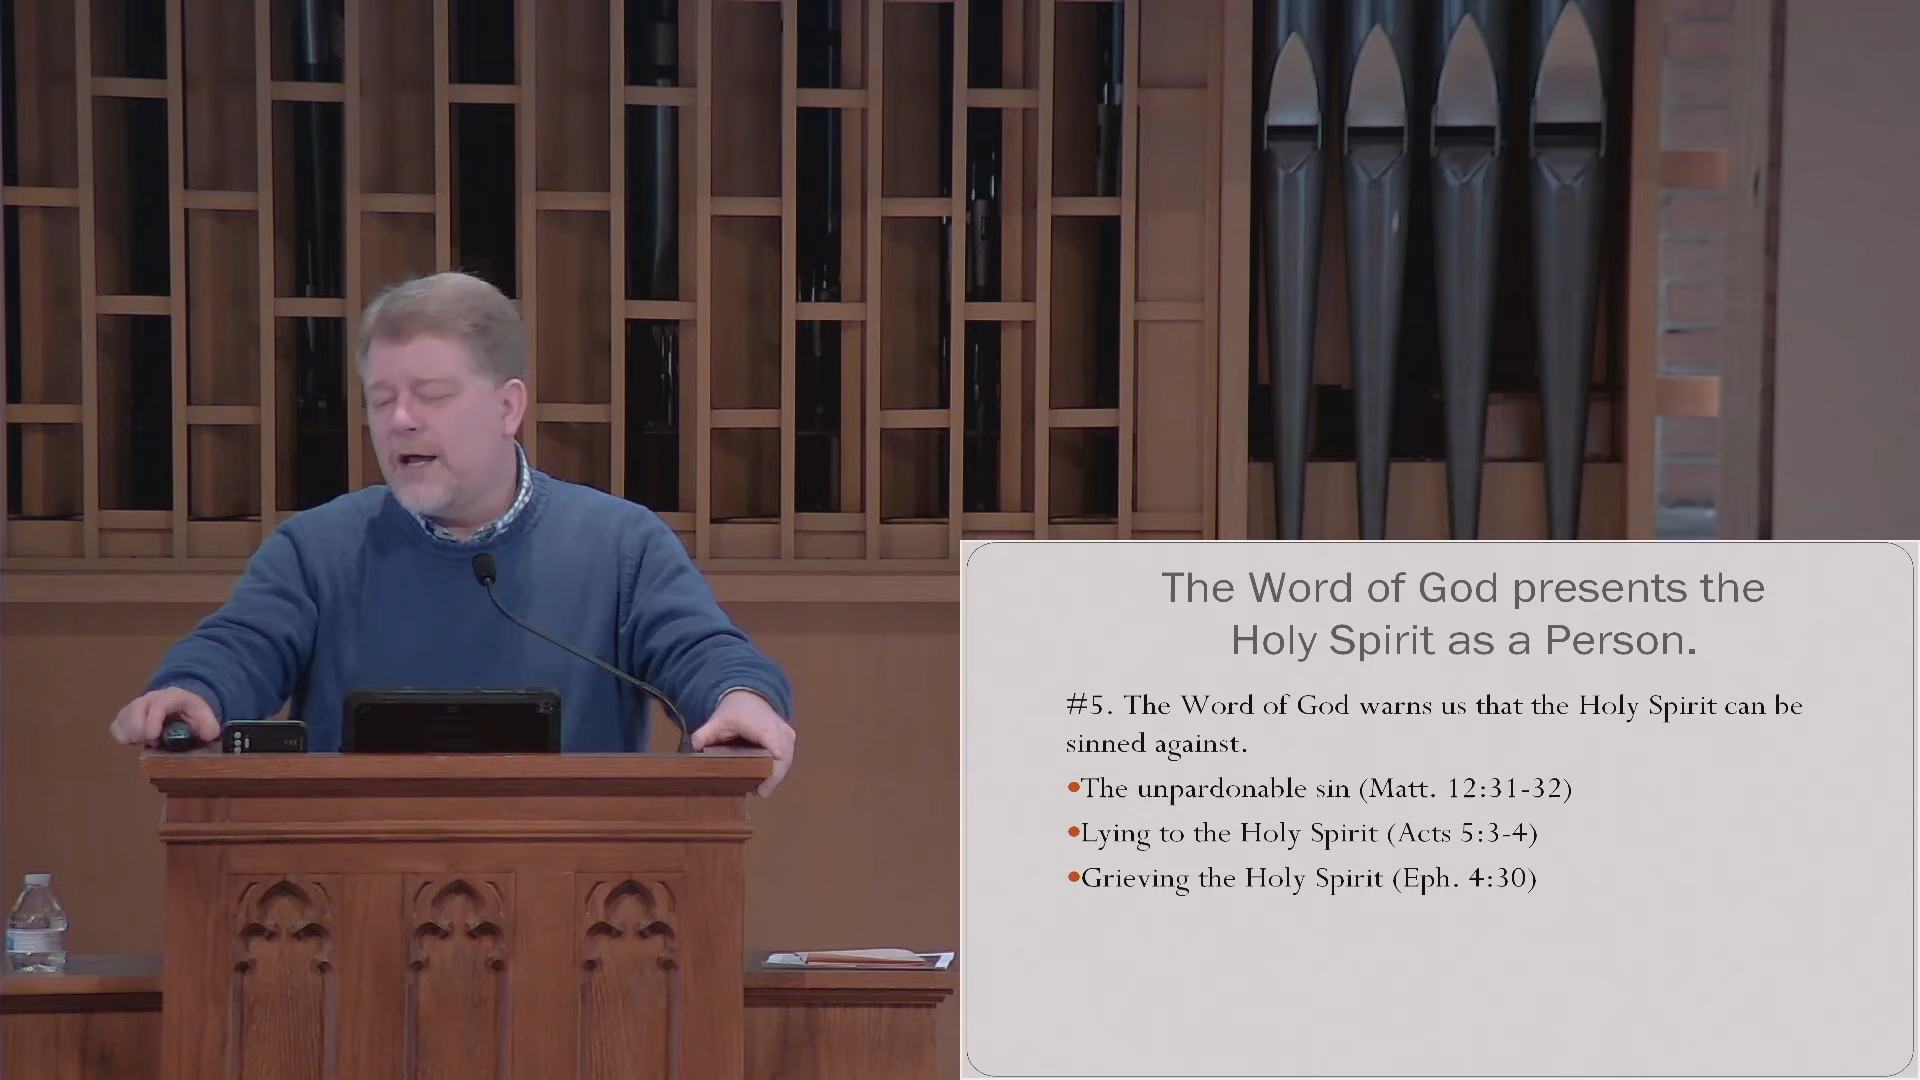 The Word of God presents the
Holy Spirit as a Person.
#5. The Word of God warns us that the Holy Spirit can be
sinned against.
•The unpardonable sin (Matt. 12:31-32)
•Lying to the Holy Spirit (Acts 5:3-4)
•Grieving the Holy Spirit (Eph. 4:30)